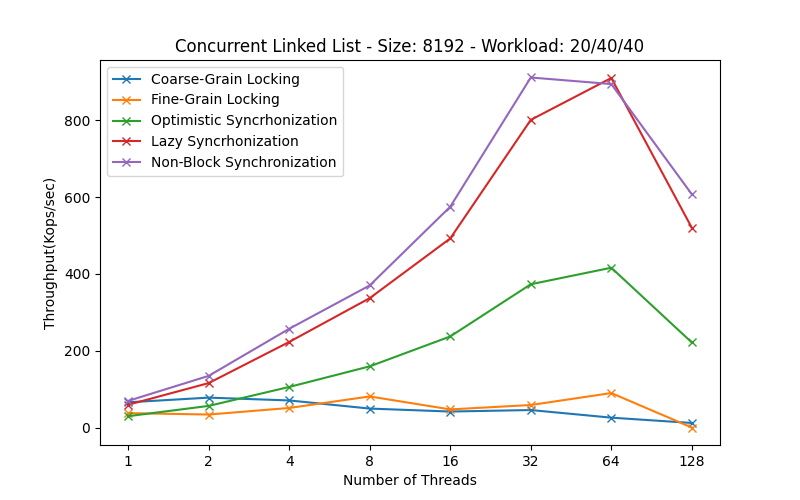 Concurrent Linked List - Size: 8192 - Workload: 20/40/40
Coarse-Grain Locking
Fine-Grain Locking
Optimistic Syncrhonization
Lazy Syncrhonization
Non-Block Synchronization
Throughput(Kops/sec)
800
600
400
200
0
1 2 4 8 16 32 64 128
Number of Threads